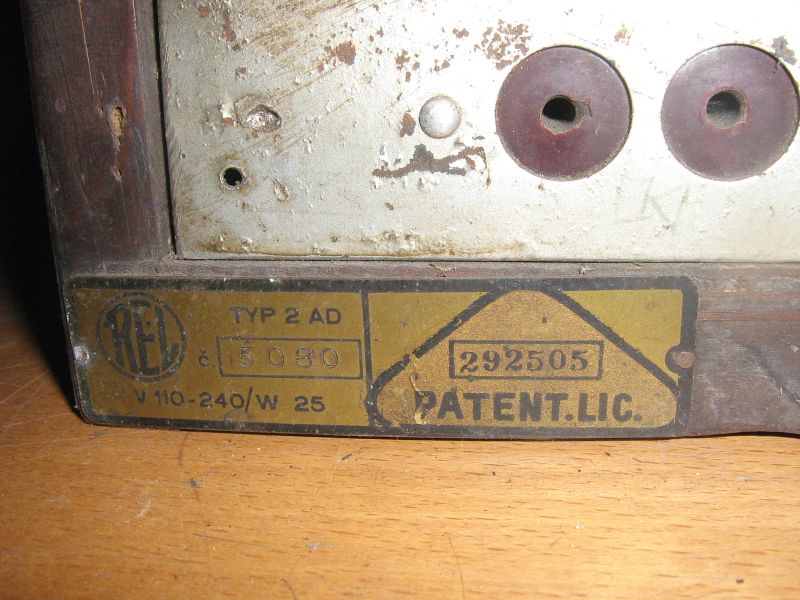 REL
TYP 2 AD
č. 5080
V 110-240/W 25
292505
PATENT.LIC.